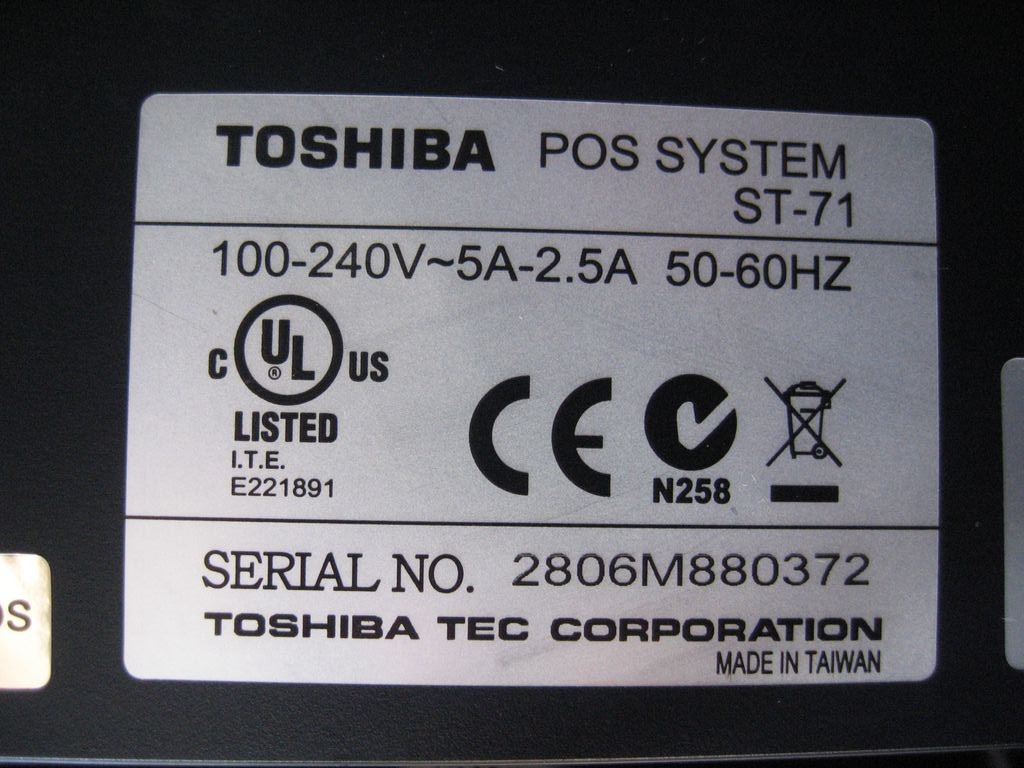 TOSHIBA POS SYSTEM
ST-71
100-240V~5A-2.5A 50-60HZ
C UL® US
LISTED
I.T.E.
E221891
CE
N258
SERIAL NO. 2806M880372
TOSHIBA TEC CORPORATION
MADE IN TAIWAN